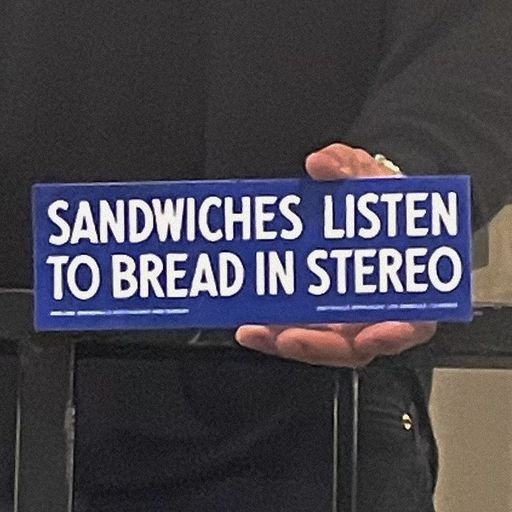 SANDWICHES LISTEN
TO BREAD IN STEREO